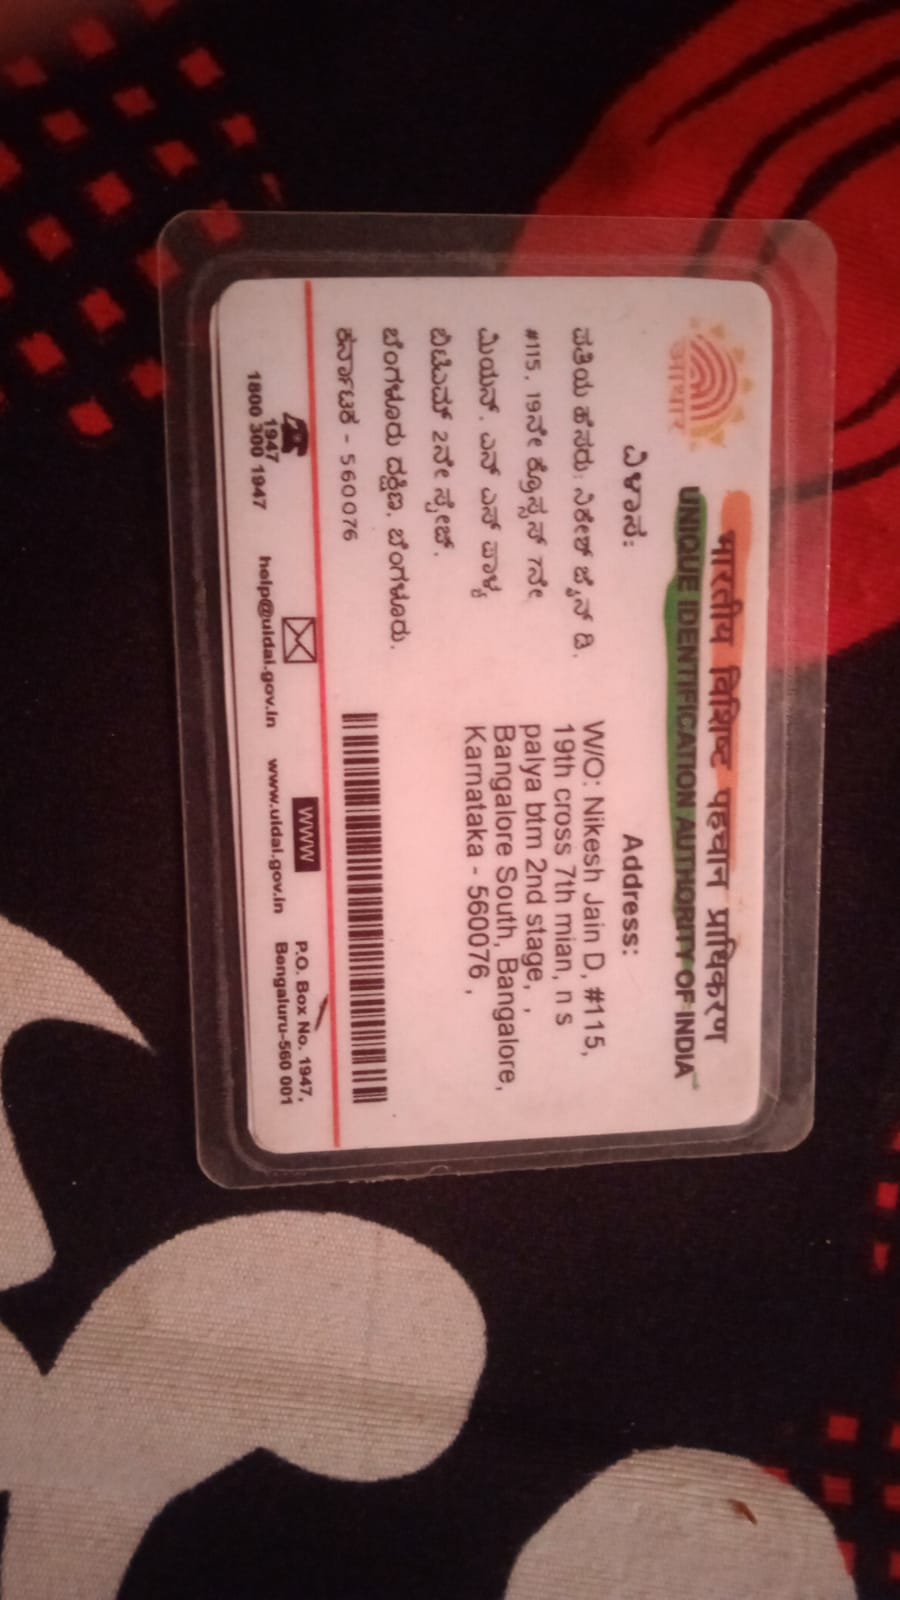 आधार
भारतीय विशिष्ट पहचान प्राधिकरण
UNIQUE IDENTIFICATION AUTHORITY OF INDIA
ವಿಳಾಸ:
ಪತಿಯ ಹೆಸರು: ನಿಕೇಶ್ ಜೈನ್ ಡಿ,
#115, 19ನೇ ಕ್ರೊಸ್ಸಸ್ 7ನೇ
ಮಿಯನ್, ಎನ್ ಎಸ್ ಪಾಳ್ಯ
ಬಿಟಿಎಮ್ 2ನೇ ಸ್ಟೇಜ್,
ಬೆಂಗಳೂರು ದಕ್ಷಿಣ, ಬೆಂಗಳೂರು,
ಕರ್ನಾಟಕ - 560076
Address:
W/O: Nikesh Jain D, #115,
19th cross 7th mian, n s
palya btm 2nd stage, ,
Bangalore South, Bangalore,
Karnataka - 560076 ,
1947
1800 300 1947
help@uidai.gov.in
WWW
www.uidai.gov.in
P.O. Box No. 1947,
Bengaluru-560 001